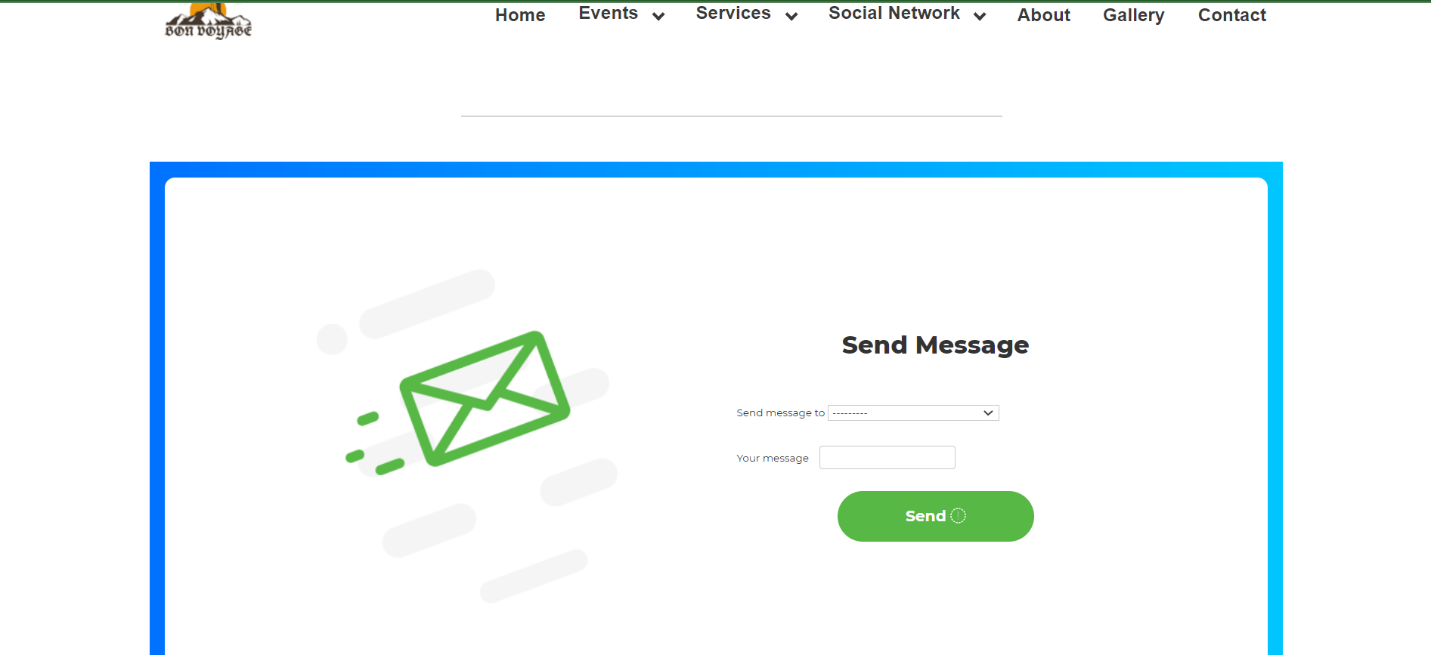 BON VOYAGE
Home Events Services Social Network About Gallery Contact
Send Message
Send message to ---------
Your message
Send